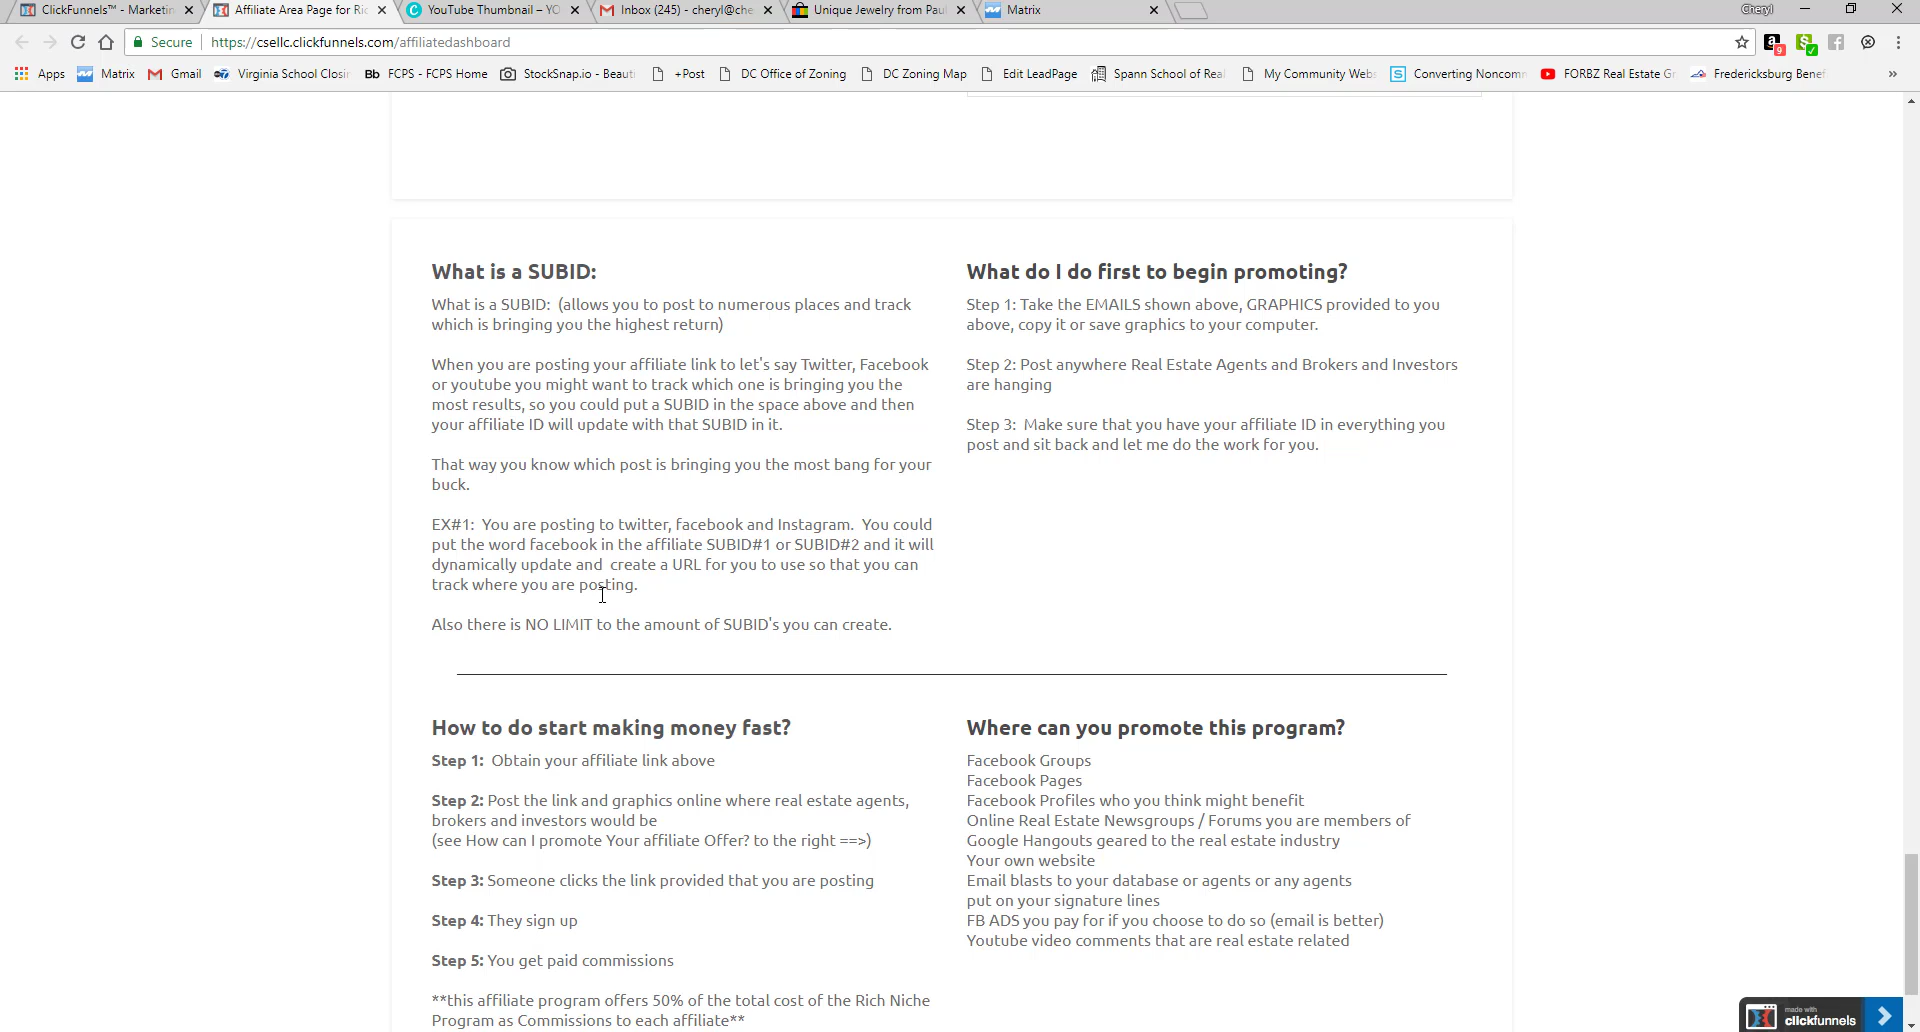 ClickFunnels™ - Marketin
Affiliate Area Page for Ric
YouTube Thumbnail – YO
Inbox (245) - cheryl@che
Unique Jewelry from Paul
Matrix
Cheryl
Secure
https://csellc.clickfunnels.com/affiliatedashboard
9
Apps
Matrix
Gmail
Virginia School Closin
Bb FCPS - FCPS Home
StockSnap.io - Beauti
+Post
DC Office of Zoning
DC Zoning Map
Edit LeadPage
Spann School of Real
My Community Web
S Converting Noncomm
FORBZ Real Estate Gr
Fredericksburg Benef
»
What is a SUBID:
What is a SUBID:  (allows you to post to numerous places and track
which is bringing you the highest return)
When you are posting your affiliate link to let's say Twitter, Facebook
or youtube you might want to track which one is bringing you the
most results, so you could put a SUBID in the space above and then
your affiliate ID will update with that SUBID in it.
That way you know which post is bringing you the most bang for your
buck.
EX#1:  You are posting to twitter, facebook and Instagram.  You could
put the word facebook in the affiliate SUBID#1 or SUBID#2 and it will
dynamically update and  create a URL for you to use so that you can
track where you are posting.
Also there is NO LIMIT to the amount of SUBID's you can create.
What do I do first to begin promoting?
Step 1: Take the EMAILS shown above, GRAPHICS provided to you
above, copy it or save graphics to your computer.
Step 2: Post anywhere Real Estate Agents and Brokers and Investors
are hanging
Step 3:  Make sure that you have your affiliate ID in everything you
post and sit back and let me do the work for you.
How to do start making money fast?
Step 1:  Obtain your affiliate link above
Step 2: Post the link and graphics online where real estate agents,
brokers and investors would be
(see How can I promote Your affiliate Offer? to the right ==>)
Step 3: Someone clicks the link provided that you are posting
Step 4: They sign up
Step 5: You get paid commissions
**this affiliate program offers 50% of the total cost of the Rich Niche
Program as Commissions to each affiliate**
Where can you promote this program?
Facebook Groups
Facebook Pages
Facebook Profiles who you think might benefit
Online Real Estate Newsgroups / Forums you are members of
Google Hangouts geared to the real estate industry
Your own website
Email blasts to your database or agents or any agents
put on your signature lines
FB ADS you pay for if you choose to do so (email is better)
Youtube video comments that are real estate related
made with
clickfunnels